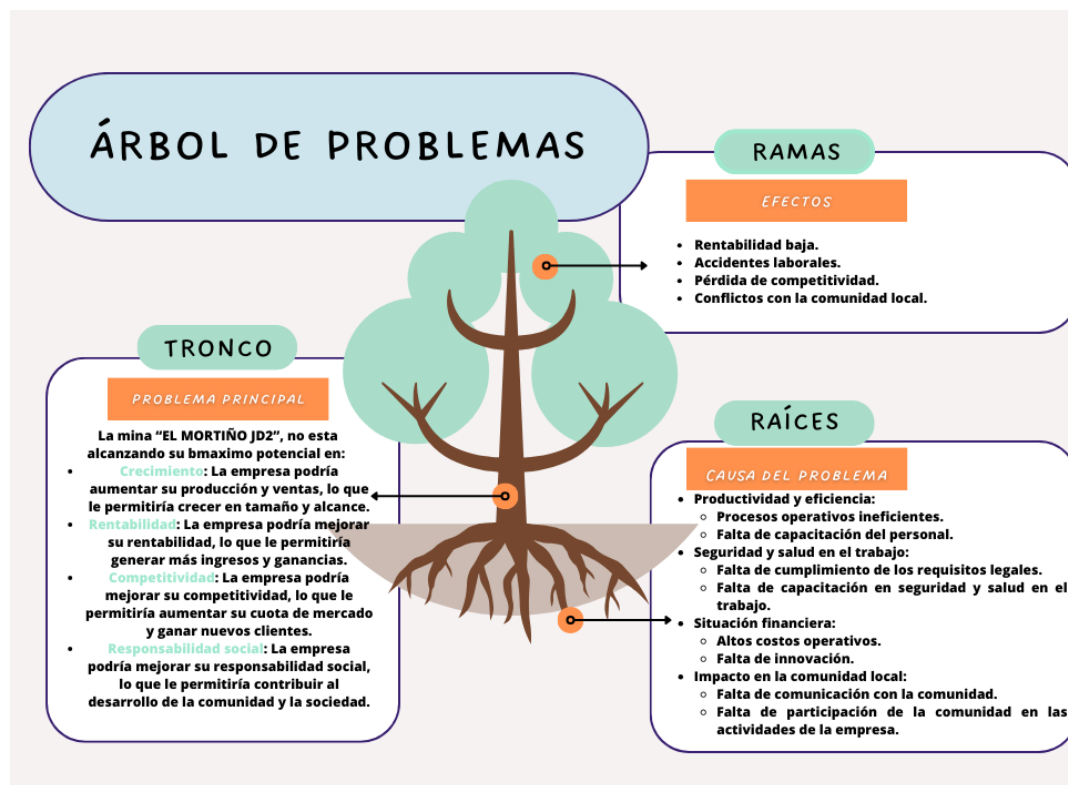 ÁRBOL DE PROBLEMAS
RAMAS
EFECTOS
• Rentabilidad baja.
• Accidentes laborales.
• Pérdida de competitividad.
• Conflictos con la comunidad local.
TRONCO
PROBLEMA PRINCIPAL
La mina “EL MORTIÑO JD2”, no esta
alcanzando su bmaximo potencial en:
• Crecimiento: La empresa podría
aumentar su producción y ventas, lo que
le permitiría crecer en tamaño y alcance.
• Rentabilidad: La empresa podría mejorar
su rentabilidad, lo que le permitiría
generar más ingresos y ganancias.
• Competitividad: La empresa podría
mejorar su competitividad, lo que le
permitiría aumentar su cuota de mercado
y ganar nuevos clientes.
• Responsabilidad social: La empresa
podría mejorar su responsabilidad social,
lo que le permitiría contribuir al
desarrollo de la comunidad y la sociedad.
RAÍCES
CAUSA DEL PROBLEMA
• Productividad y eficiencia:
◦ Procesos operativos ineficientes.
◦ Falta de capacitación del personal.
• Seguridad y salud en el trabajo:
◦ Falta de cumplimiento de los requisitos legales.
◦ Falta de capacitación en seguridad y salud en el
trabajo.
• Situación financiera:
◦ Altos costos operativos.
◦ Falta de innovación.
• Impacto en la comunidad local:
◦ Falta de comunicación con la comunidad.
◦ Falta de participación de la comunidad en las
actividades de la empresa.